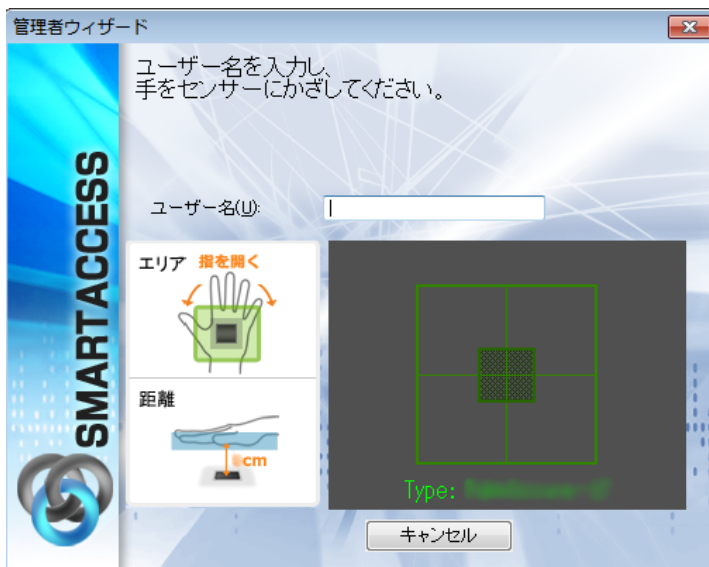 管理者ウィザード
ユーザー名を入力し、
手をセンサーにかざしてください。
SMARTACCESS
ユーザー名(U):
エリア 指を開く
距離
cm
Type:
キャンセル